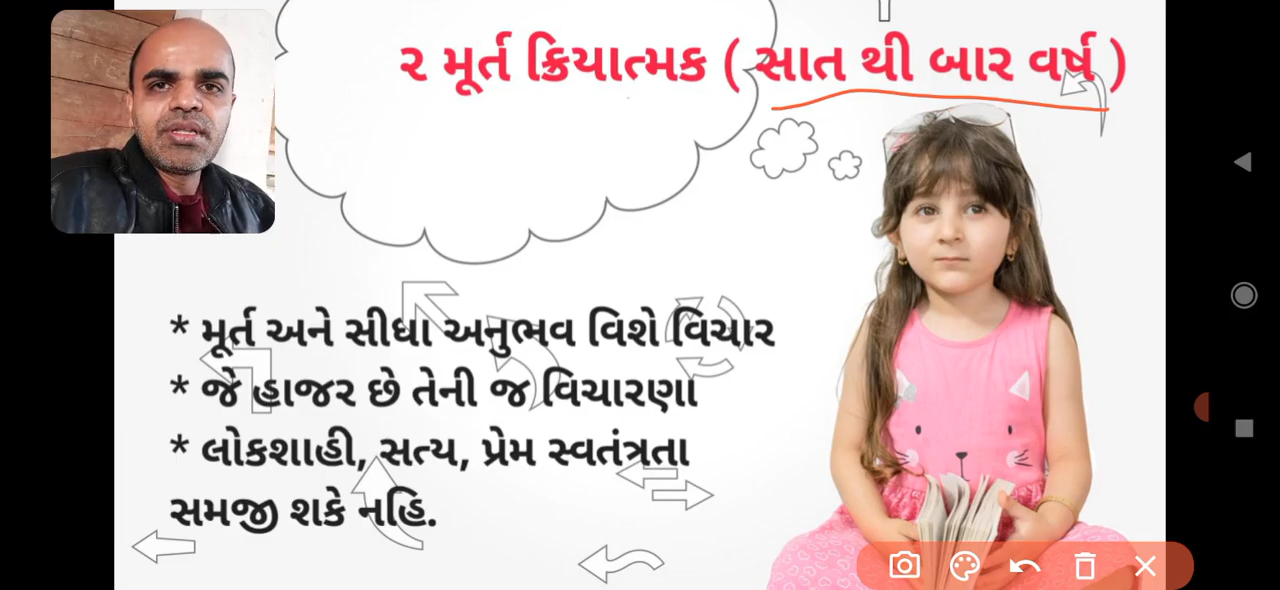 ૨ મૂર્ત ક્રિયાત્મક ( સાત થી બાર વર્ષ )
* મૂર્ત અને સીધા અનુભવ વિશે વિચાર
* જે હાજર છે તેની જ વિચારણા
* લોકશાહી, સત્ય, પ્રેમ સ્વતંત્રતા
સમજી શકે નહિ.